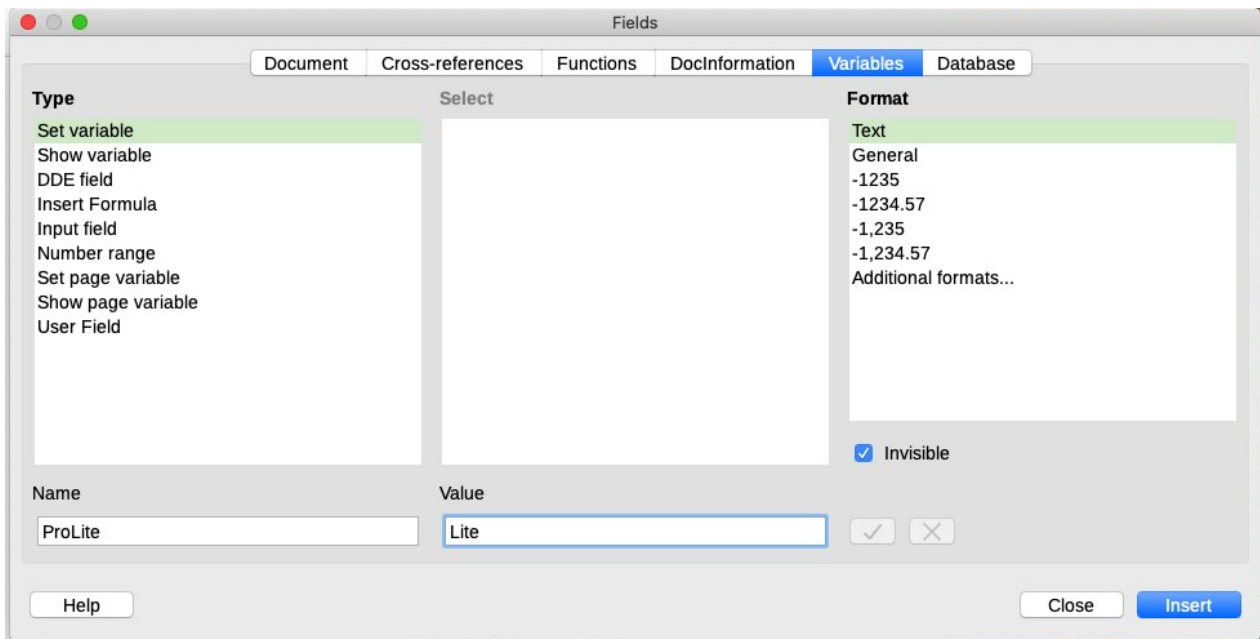 Fields
Document Cross-references Functions DocInformation Variables Database
Type
Set variable
Show variable
DDE field
Insert Formula
Input field
Number range
Set page variable
Show page variable
User Field
Select
Format
Text
General
-1235
-1234.57
-1,235
-1,234.57
Additional formats...
Invisible
Name
ProLite
Value
Lite
Help
Close
Insert